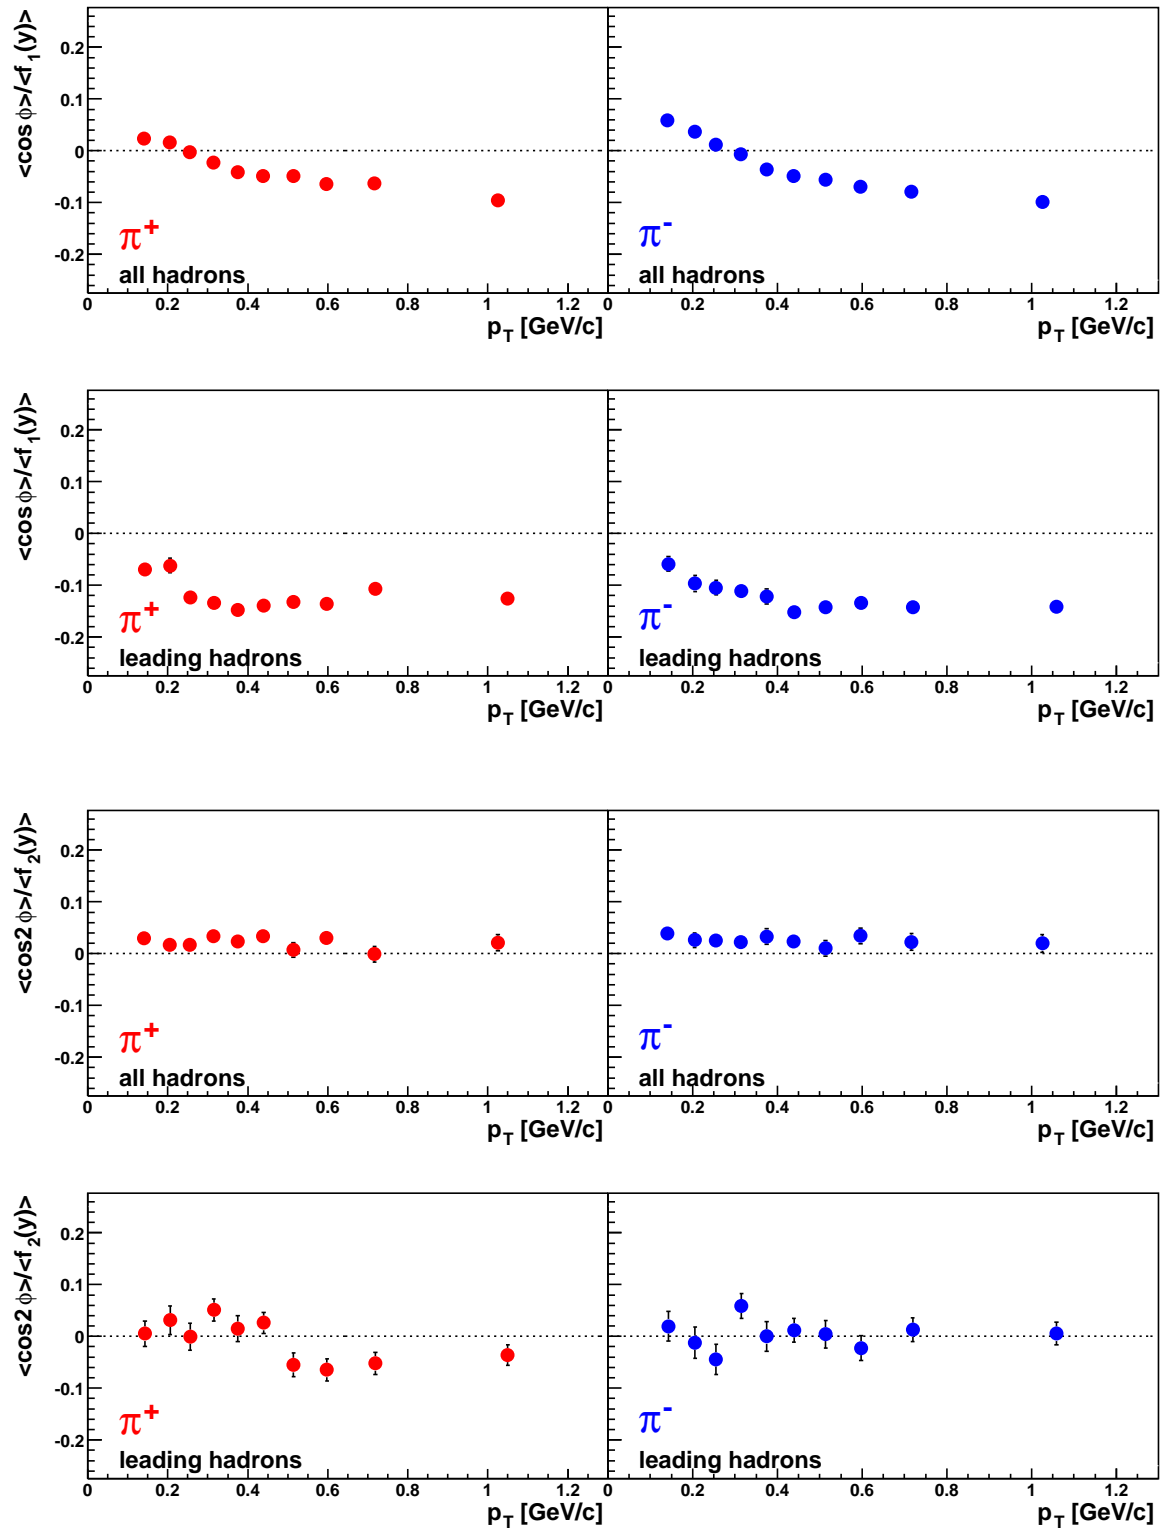 <cos ϕ>/<f1(y)>
0.2
0.1
0
-0.1
-0.2
π+
all hadrons
π-
all hadrons
0 0.2 0.4 0.6 0.8 1 1.2 0 0.2 0.4 0.6 0.8 1 1.2
pT [GeV/c] pT [GeV/c]
<cos ϕ>/<f1(y)>
0.2
0.1
0
-0.1
-0.2
π+
leading hadrons
π-
leading hadrons
0 0.2 0.4 0.6 0.8 1 1.2 0 0.2 0.4 0.6 0.8 1 1.2
pT [GeV/c] pT [GeV/c]
<cos2 ϕ>/<f2(y)>
0.2
0.1
0
-0.1
-0.2
π+
all hadrons
π-
all hadrons
0 0.2 0.4 0.6 0.8 1 1.2 0 0.2 0.4 0.6 0.8 1 1.2
pT [GeV/c] pT [GeV/c]
<cos2 ϕ>/<f2(y)>
0.2
0.1
0
-0.1
-0.2
π+
leading hadrons
π-
leading hadrons
0 0.2 0.4 0.6 0.8 1 1.2 0 0.2 0.4 0.6 0.8 1 1.2
pT [GeV/c] pT [GeV/c]